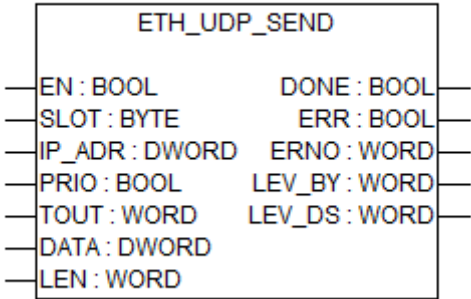 ETH_UDP_SEND
EN : BOOL DONE : BOOL
SLOT : BYTE ERR : BOOL
IP_ADR : DWORD ERNO : WORD
PRIO : BOOL LEV_BY : WORD
TOUT : WORD LEV_DS : WORD
DATA : DWORD
LEN : WORD